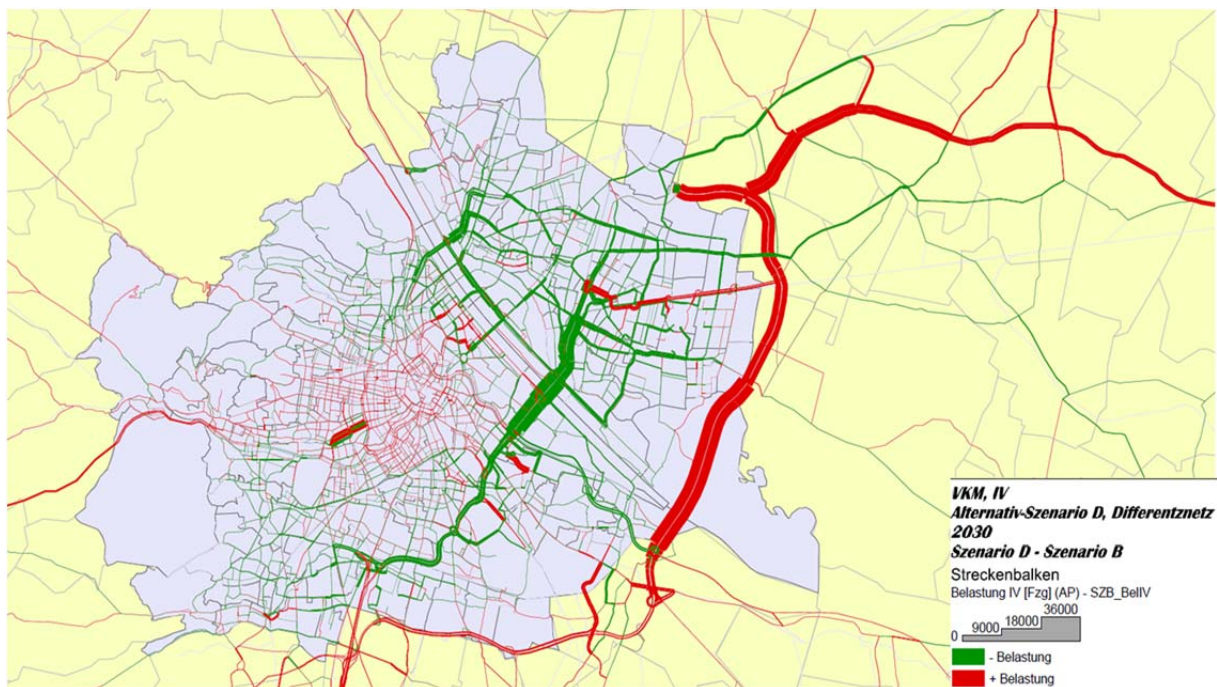 VKM, IV
Alternativ-Szenario D, Differentznetz
2030
Szenario D - Szenario B
Streckenbalken
Belastung IV [Fzg] (AP) - SZB_BelIV
0 9000 18000 36000
- Belastung
+ Belastung